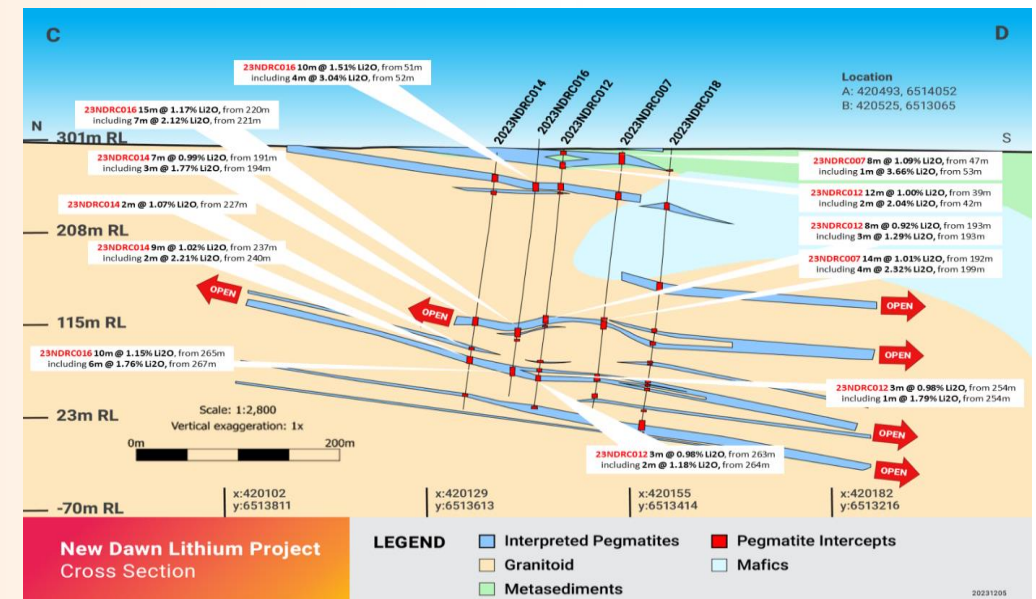 C
D
23NDRC016 10m @ 1.51% Li2O, from 51m
including 4m @ 3.04% Li2O, from 52m
2023NDRC014
2023NDRC016
2023NDRC012
2023NDRC007
2023NDRC018
Location
A: 420493, 6514052
B: 420525, 6513065
23NDRC016 15m @ 1.17% Li2O, from 220m
including 7m @ 2.12% Li2O, from 221m
N
S
301m RL
23NDRC014 7m @ 0.99% Li2O, from 191m
including 3m @ 1.77% Li2O, from 194m
23NDRC007 8m @ 1.09% Li2O, from 47m
including 1m @ 3.66% Li2O, from 53m
23NDRC014 2m @ 1.07% Li2O, from 227m
23NDRC012 12m @ 1.00% Li2O, from 39m
including 2m @ 2.04% Li2O, from 42m
208m RL
23NDRC012 8m @ 0.92% Li2O, from 193m
including 3m @ 1.29% Li2O, from 193m
23NDRC014 9m @ 1.02% Li2O, from 237m
including 2m @ 2.21% Li2O, from 240m
23NDRC007 14m @ 1.01% Li2O, from 192m
including 4m @ 2.32% Li2O, from 199m
OPEN
OPEN
OPEN
115m RL
OPEN
23NDRC016 10m @ 1.15% Li2O, from 265m
including 6m @ 1.76% Li2O, from 267m
23NDRC012 3m @ 0.98% Li2O, from 254m
including 1m @ 1.79% Li2O, from 254m
23m RL
Scale: 1:2,800
Vertical exaggeration: 1x
0m
200m
OPEN
23NDRC012 3m @ 0.98% Li2O, from 263m
including 2m @ 1.18% Li2O, from 264m
OPEN
-70m RL
x:420102
y:6513811
x:420129
y:6513613
x:420155
y:6513414
x:420182
y:6513216
New Dawn Lithium Project
Cross Section
LEGEND
Interpreted Pegmatites
Granitoid
Metasediments
Pegmatite Intercepts
Mafics
20231205